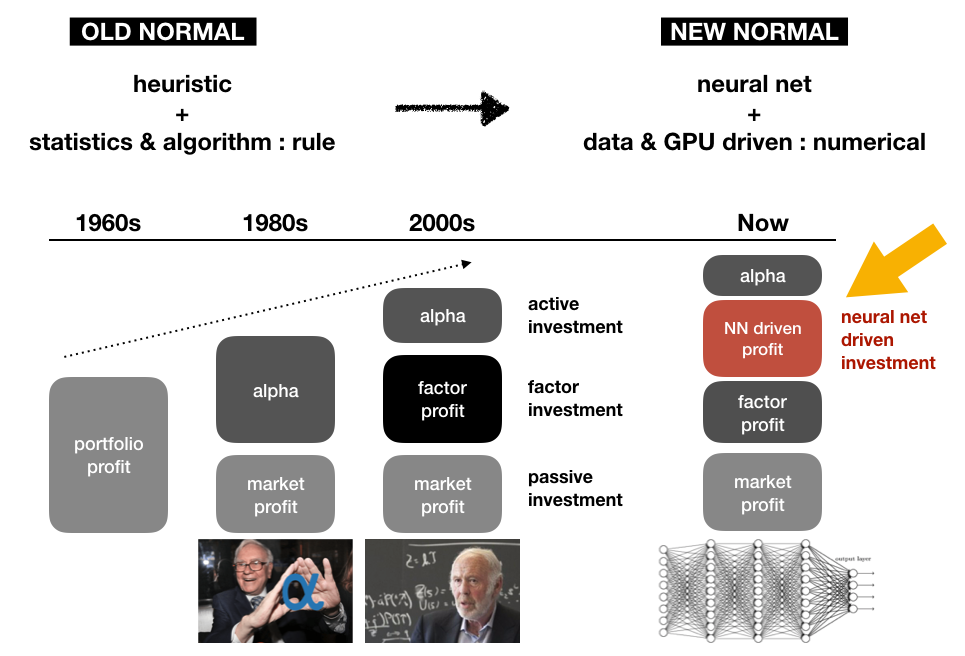 OLD NORMAL
NEW NORMAL
heuristic
+
statistics & algorithm : rule
neural net
+
data & GPU driven : numerical
1960s
1980s
2000s
Now
portfolio
profit
alpha
market
profit
alpha
factor
profit
market
profit
active
investment
factor
investment
passive
investment
alpha
NN driven
profit
factor
profit
market
profit
neural net
driven
investment
α
output layer